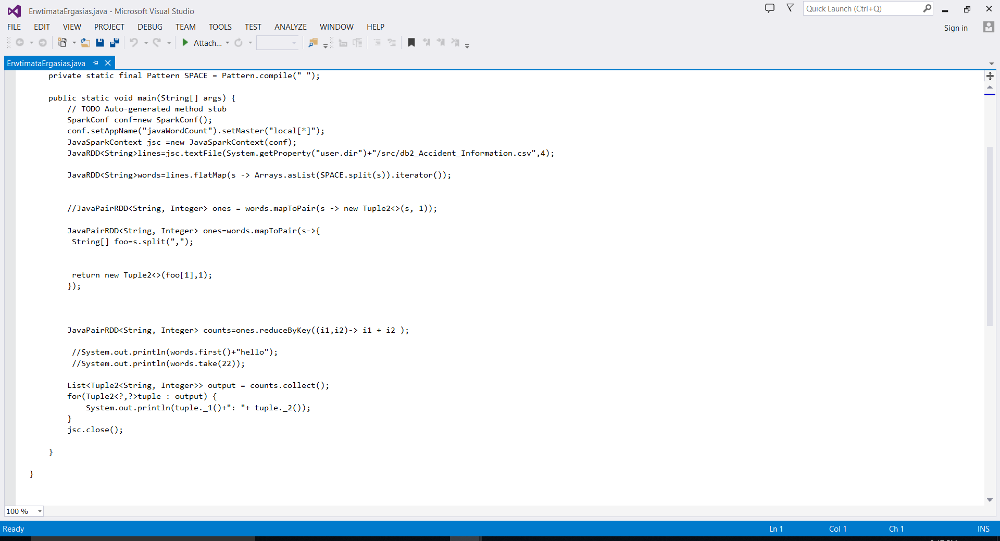 ErwtimataErgasias.java - Microsoft Visual Studio
Quick Launch (Ctrl+Q)
FILE EDIT VIEW PROJECT DEBUG TEAM TOOLS TEST ANALYZE WINDOW HELP
Sign in
Attach...
ErwtimataErgasias.java
private static final Pattern SPACE = Pattern.compile(" ");
public static void main(String[] args) {
// TODO Auto-generated method stub
SparkConf conf=new SparkConf();
conf.setAppName("javaWordCount").setMaster("local[*]");
JavaSparkContext jsc =new JavaSparkContext(conf);
JavaRDD<String>lines=jsc.textFile(System.getProperty("user.dir")+"/src/db2_Accident_Information.csv",4);
JavaRDD<String>words=lines.flatMap(s -> Arrays.asList(SPACE.split(s)).iterator());
//JavaPairRDD<String, Integer> ones = words.mapToPair(s -> new Tuple2<>(s, 1));
JavaPairRDD<String, Integer> ones=words.mapToPair(s->{
String[] foo=s.split(",");
return new Tuple2<>(foo[1],1);
});
JavaPairRDD<String, Integer> counts=ones.reduceByKey((i1,i2)-> i1 + i2 );
//System.out.println(words.first()+"hello");
//System.out.println(words.take(22));
List<Tuple2<String, Integer>> output = counts.collect();
for(Tuple2<?,?>tuple : output) {
System.out.println(tuple._1()+": "+ tuple._2());
}
jsc.close();
}
}
100 %
Ready Ln 1 Col 1 Ch 1 INS